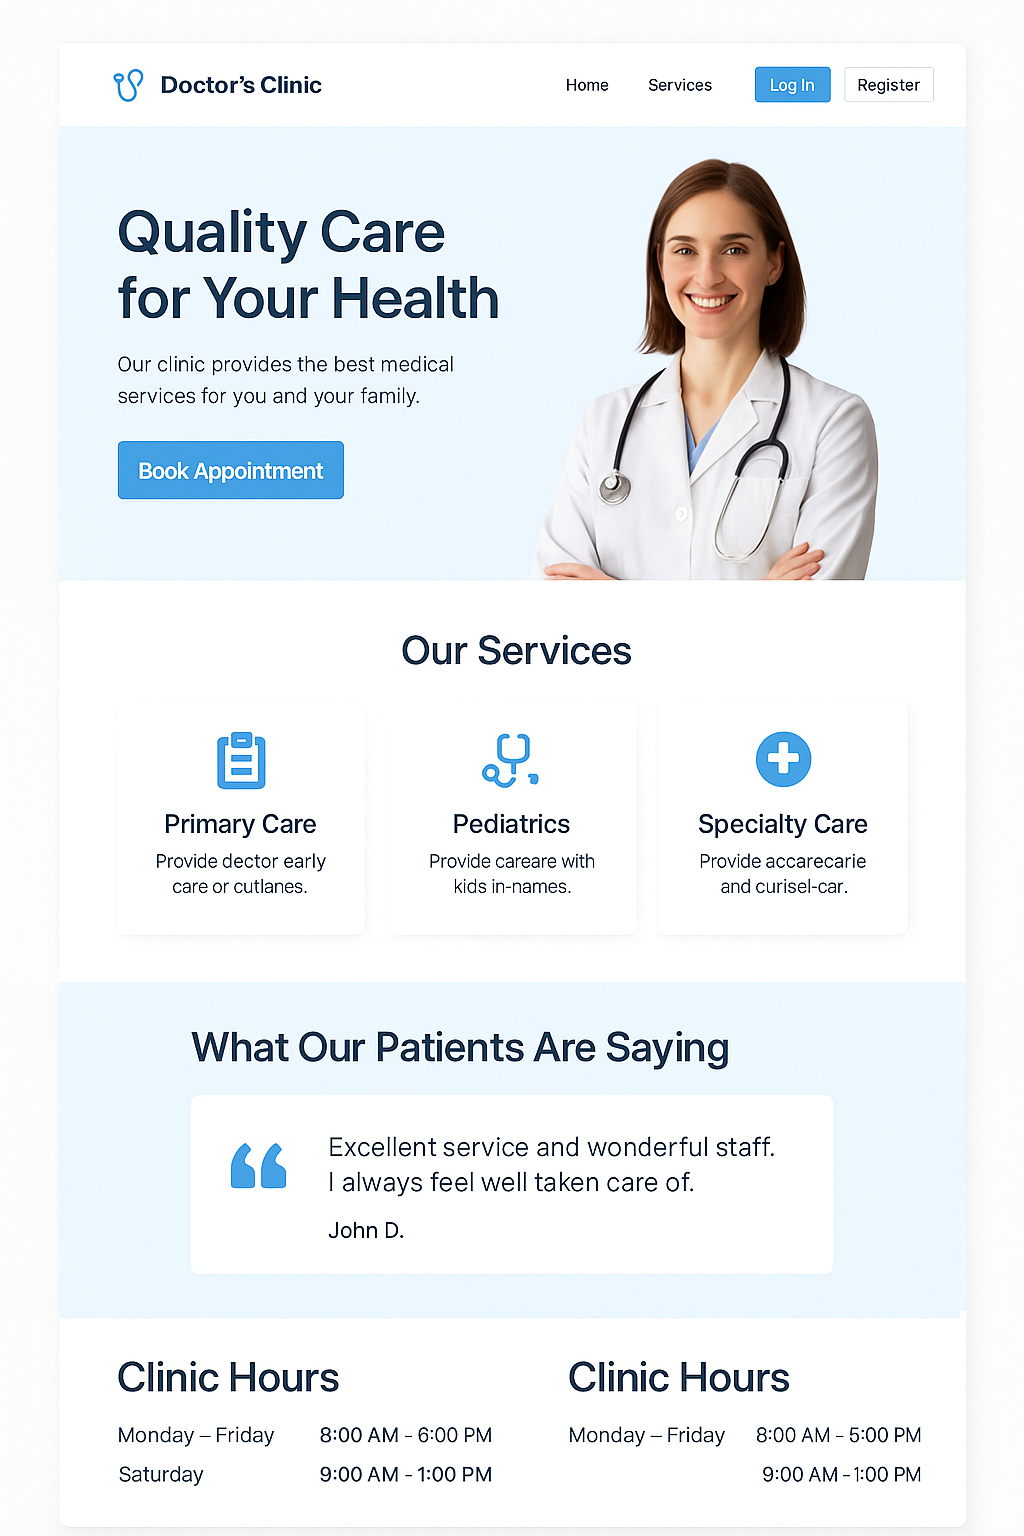 Doctor's Clinic
Home
Services
Log In
Register
Quality Care
for Your Health
Our clinic provides the best medical
services for you and your family.
Book Appointment
Our Services
Primary Care
Provide dector early
care or cutlanes.
Pediatrics
Provide careare with
kids in-names.
Specialty Care
Provide accarecarie
and curisel-car.
What Our Patients Are Saying
“
Excellent service and wonderful staff.
I always feel well taken care of.
John D.
Clinic Hours
Monday – Friday 8:00 AM - 6:00 PM
Saturday 9:00 AM - 1:00 PM
Clinic Hours
Monday – Friday 8:00 AM - 5:00 PM
9:00 AM - 1:00 PM